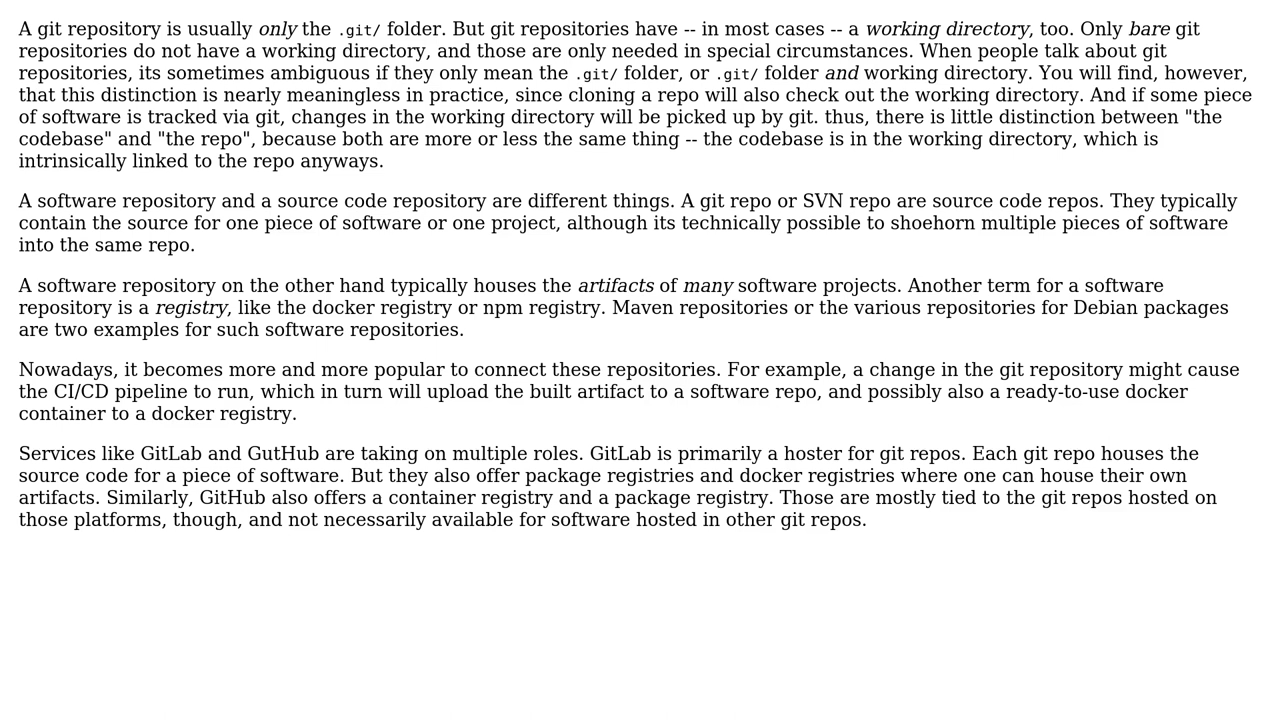 A git repository is usually only the .git/ folder. But git repositories have -- in most cases -- a working directory, too. Only bare git
repositories do not have a working directory, and those are only needed in special circumstances. When people talk about git
repositories, its sometimes ambiguous if they only mean the .git/ folder, or .git/ folder and working directory. You will find, however,
that this distinction is nearly meaningless in practice, since cloning a repo will also check out the working directory. And if some piece
of software is tracked via git, changes in the working directory will be picked up by git. thus, there is little distinction between "the
codebase" and "the repo", because both are more or less the same thing -- the codebase is in the working directory, which is
intrinsically linked to the repo anyways.
A software repository and a source code repository are different things. A git repo or SVN repo are source code repos. They typically
contain the source for one piece of software or one project, although its technically possible to shoehorn multiple pieces of software
into the same repo.
A software repository on the other hand typically houses the artifacts of many software projects. Another term for a software
repository is a registry, like the docker registry or npm registry. Maven repositories or the various repositories for Debian packages
are two examples for such software repositories.
Nowadays, it becomes more and more popular to connect these repositories. For example, a change in the git repository might cause
the CI/CD pipeline to run, which in turn will upload the built artifact to a software repo, and possibly also a ready-to-use docker
container to a docker registry.
Services like GitLab and GutHub are taking on multiple roles. GitLab is primarily a hoster for git repos. Each git repo houses the
source code for a piece of software. But they also offer package registries and docker registries where one can house their own
artifacts. Similarly, GitHub also offers a container registry and a package registry. Those are mostly tied to the git repos hosted on
those platforms, though, and not necessarily available for software hosted in other git repos.